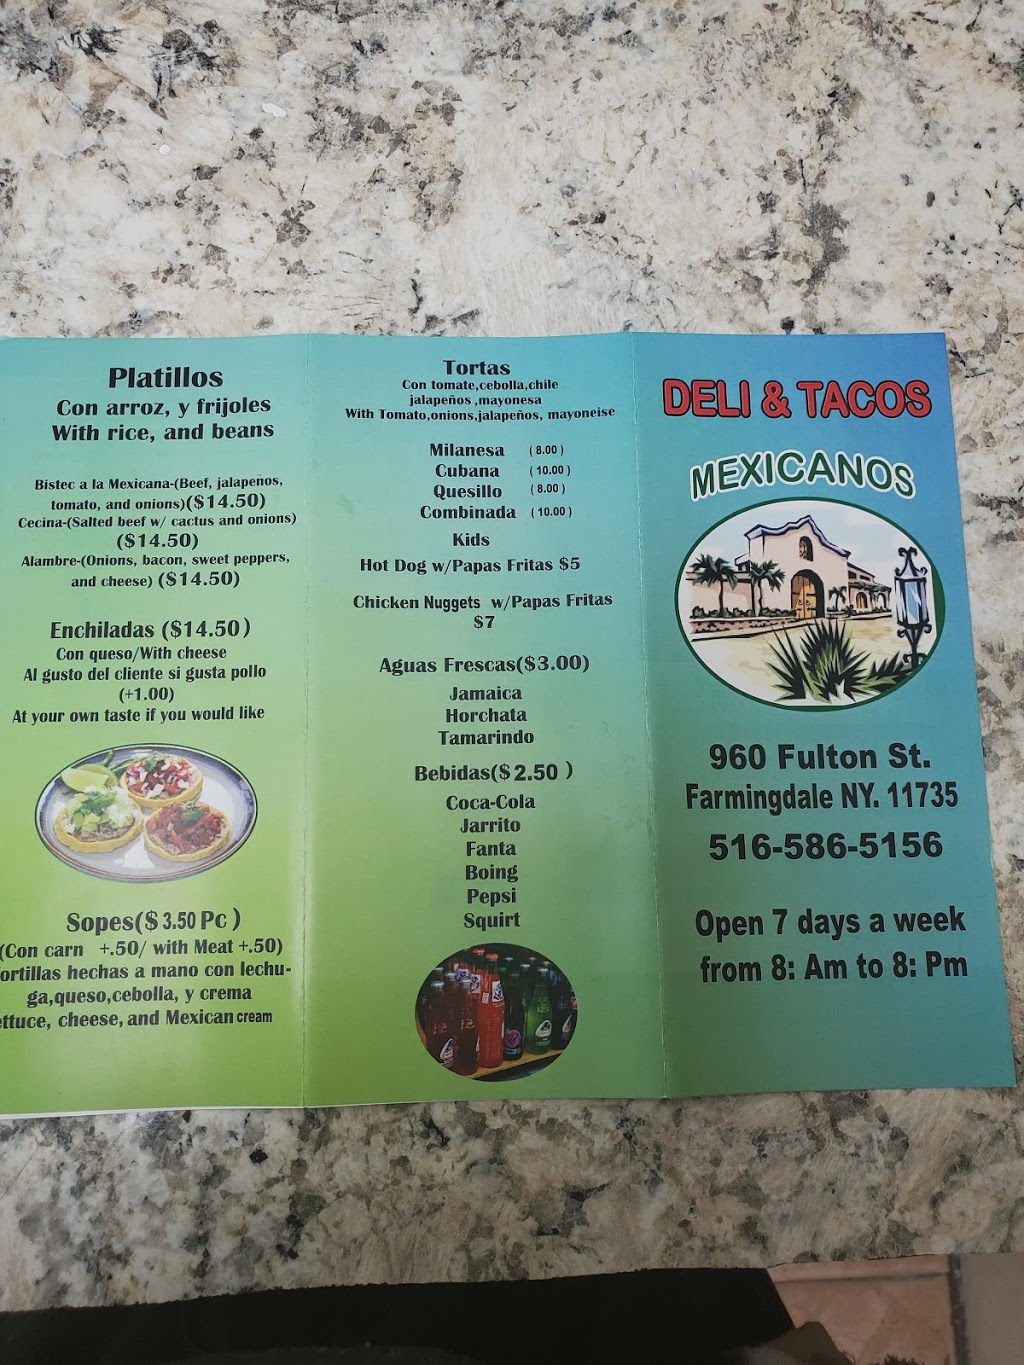 Platillos
Con arroz, y frijoles
With rice, and beans
Bistec a la Mexicana-(Beef, jalapeños,
tomato, and onions)($14.50)
Cecina-(Salted beef w/ cactus and onions)
($14.50)
Alambre-(Onions, bacon, sweet peppers,
and cheese) ($14.50)
Enchiladas ($14.50)
Con queso/With cheese
Al gusto del cliente si gusta pollo
(+1.00)
At your own taste if you would like
Sopes($ 3.50 Pc )
(Con carn +.50/ with Meat +.50)
ortillas hechas a mano con lechu-
ga,queso,cebolla, y crema
ettuce, cheese, and Mexican cream
Tortas
Con tomate,cebolla,chile
jalapeños ,mayonesa
With Tomato,onions,jalapeños, mayoneise
Milanesa ( 8.00 )
Cubana ( 10.00 )
Quesillo ( 8.00 )
Combinada ( 10.00 )
Kids
Hot Dog w/Papas Fritas $5
Chicken Nuggets w/Papas Fritas
$7
Aguas Frescas($3.00)
Jamaica
Horchata
Tamarindo
Bebidas($ 2.50 )
Coca-Cola
Jarrito
Fanta
Boing
Pepsi
Squirt
DELI & TACOS
MEXICANOS
960 Fulton St.
Farmingdale NY. 11735
516-586-5156
Open 7 days a week
from 8: Am to 8: Pm